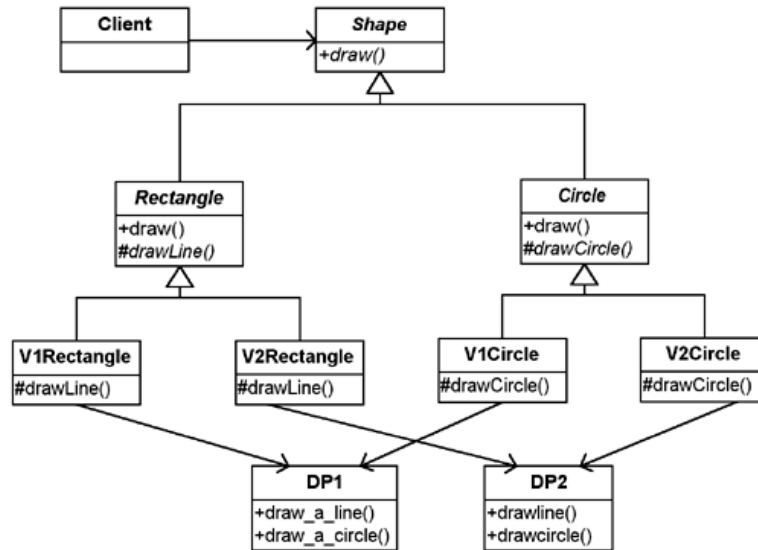 Client
Shape
+draw()
Rectangle
+draw()
#drawLine()
Circle
+draw()
#drawCircle()
V1Rectangle
#drawLine()
V2Rectangle
#drawLine()
V1Circle
#drawCircle()
V2Circle
#drawCircle()
DP1
+draw_a_line()
+draw_a_circle()
DP2
+drawline()
+drawcircle()